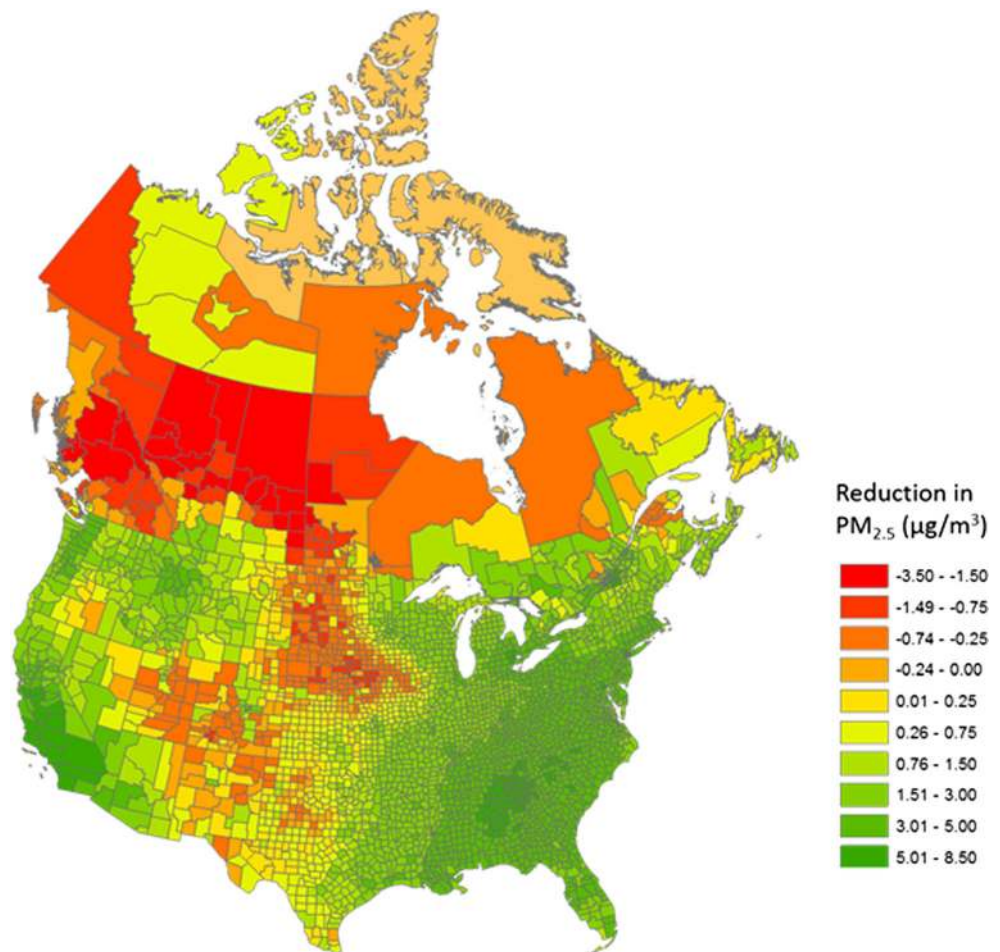 Reduction in
PM2.5 (μg/m³)
-3.50 - -1.50
-1.49 - -0.75
-0.74 - -0.25
-0.24 - 0.00
0.01 - 0.25
0.26 - 0.75
0.76 - 1.50
1.51 - 3.00
3.01 - 5.00
5.01 - 8.50